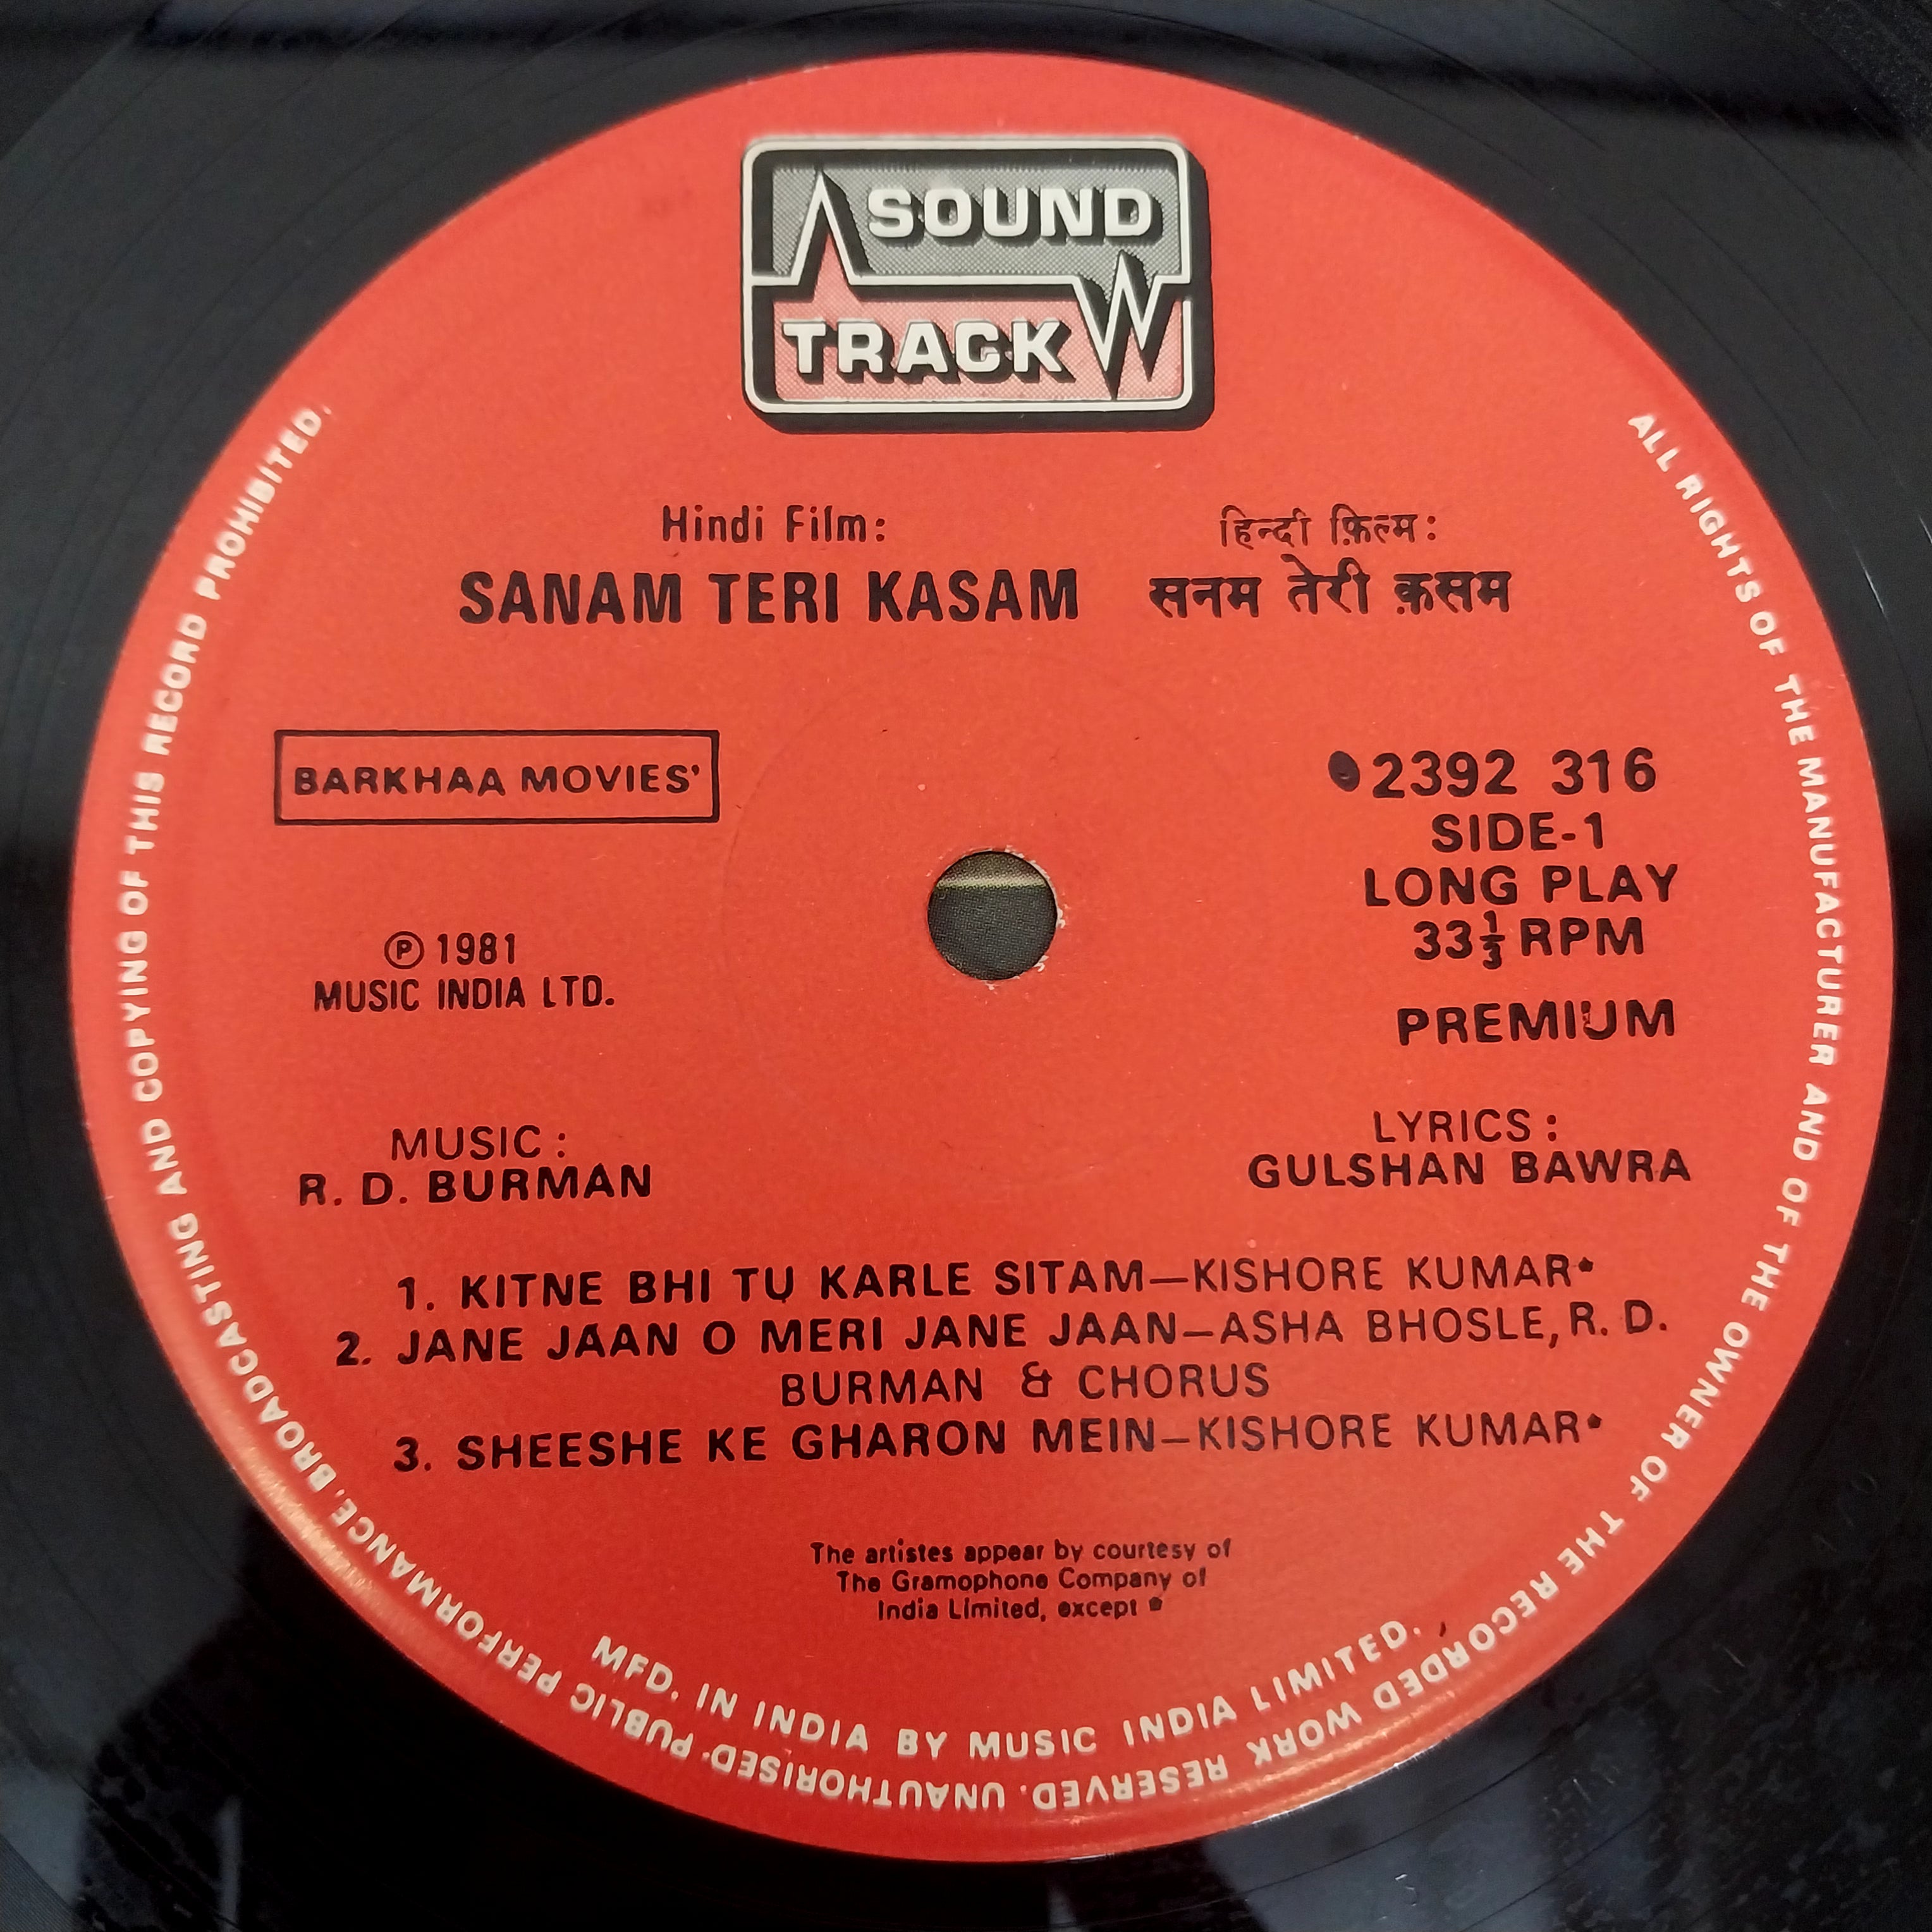 SOUND
TRACK
Hindi Film:
SANAM TERI KASAM
हिन्दी फ़िल्म:
सनम तेरी क़सम
BARKHAA MOVIES'
2392 316
SIDE-1
LONG PLAY
33⅓ RPM
PREMIUM
℗ 1981
MUSIC INDIA LTD.
MUSIC:
R. D. BURMAN
LYRICS:
GULSHAN BAWRA
1. KITNE BHI TU KARLE SITAM—KISHORE KUMAR*
2. JANE JAAN O MERI JANE JAAN—ASHA BHOSLE, R. D.
BURMAN & CHORUS
3. SHEESHE KE GHARON MEIN—KISHORE KUMAR*
The artistes appear by courtesy of
The Gramophone Company of
India Limited, except *
MFD. IN INDIA BY MUSIC INDIA LIMITED.
ALL RIGHTS OF THE MANUFACTURER AND OF THE OWNER OF THE RECORDED WORK RESERVED. UNAUTHORISED PUBLIC PERFORMANCE, BROADCASTING AND COPYING OF THIS RECORD PROHIBITED.